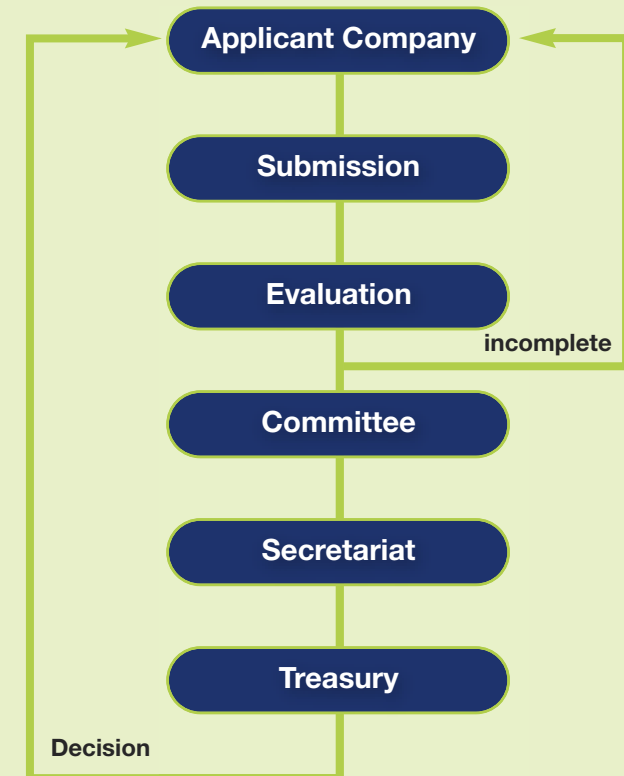 Applicant Company
Submission
Evaluation
incomplete
Committee
Secretariat
Treasury
Decision